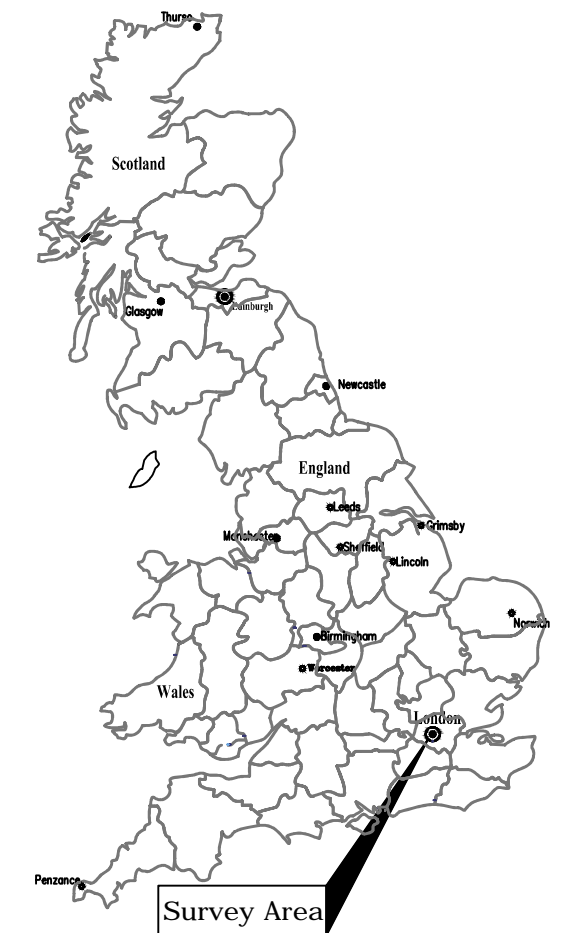 Thurso
Scotland
Glasgow
Edinburgh
Newcastle
England
Leeds
Grimsby
Manchester
Sheffield
Lincoln
Norwich
Birmingham
Worcester
Wales
London
Penzance
Survey Area